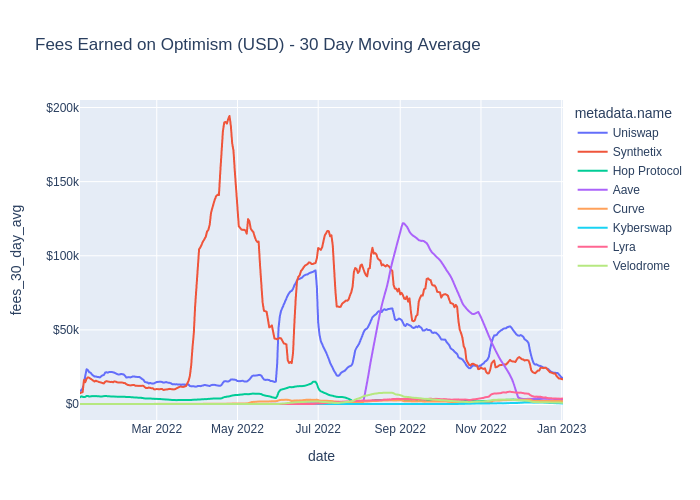 Fees Earned on Optimism (USD) - 30 Day Moving Average
metadata.name
Uniswap
Synthetix
Hop Protocol
Aave
Curve
Kyberswap
Lyra
Velodrome
fees_30_day_avg
$200k
$150k
$100k
$50k
$0
Mar 2022
May 2022
Jul 2022
Sep 2022
Nov 2022
Jan 2023
date